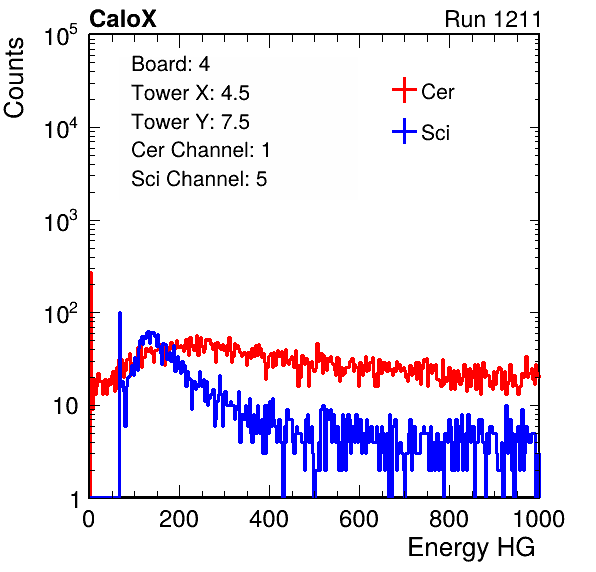 CaloX Run 1211
Counts
Board: 4
Tower X: 4.5
Tower Y: 7.5
Cer Channel: 1
Sci Channel: 5
Cer
Sci
10^5
10^4
10^3
10^2
10
1
0 200 400 600 800 1000
Energy HG